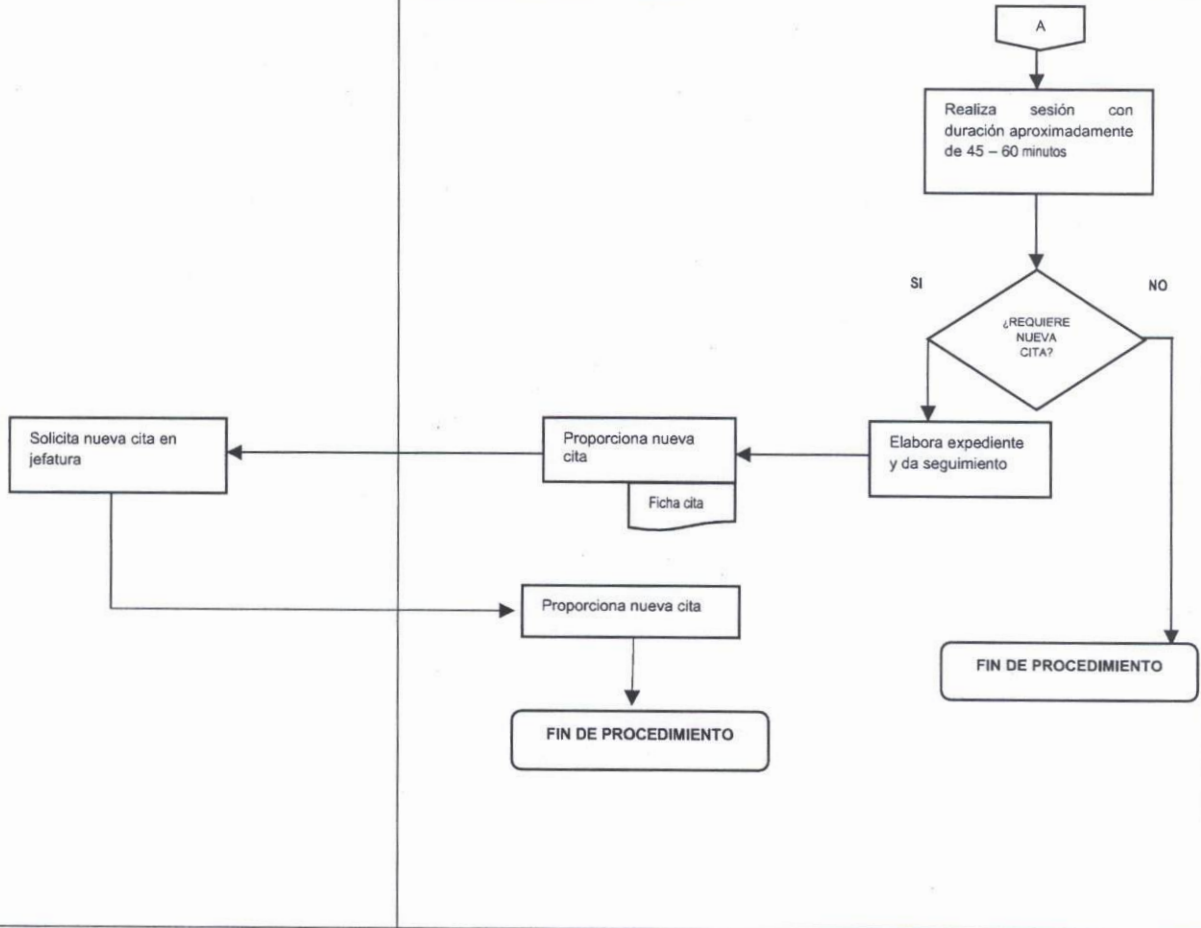 A
Realiza sesión con
duración aproximadamente
de 45 – 60 minutos
SI
NO
¿REQUIERE
NUEVA
CITA?
Elabora expediente
y da seguimiento
Proporciona nueva
cita
Ficha cita
Solicita nueva cita en
jefatura
Proporciona nueva cita
FIN DE PROCEDIMIENTO
FIN DE PROCEDIMIENTO